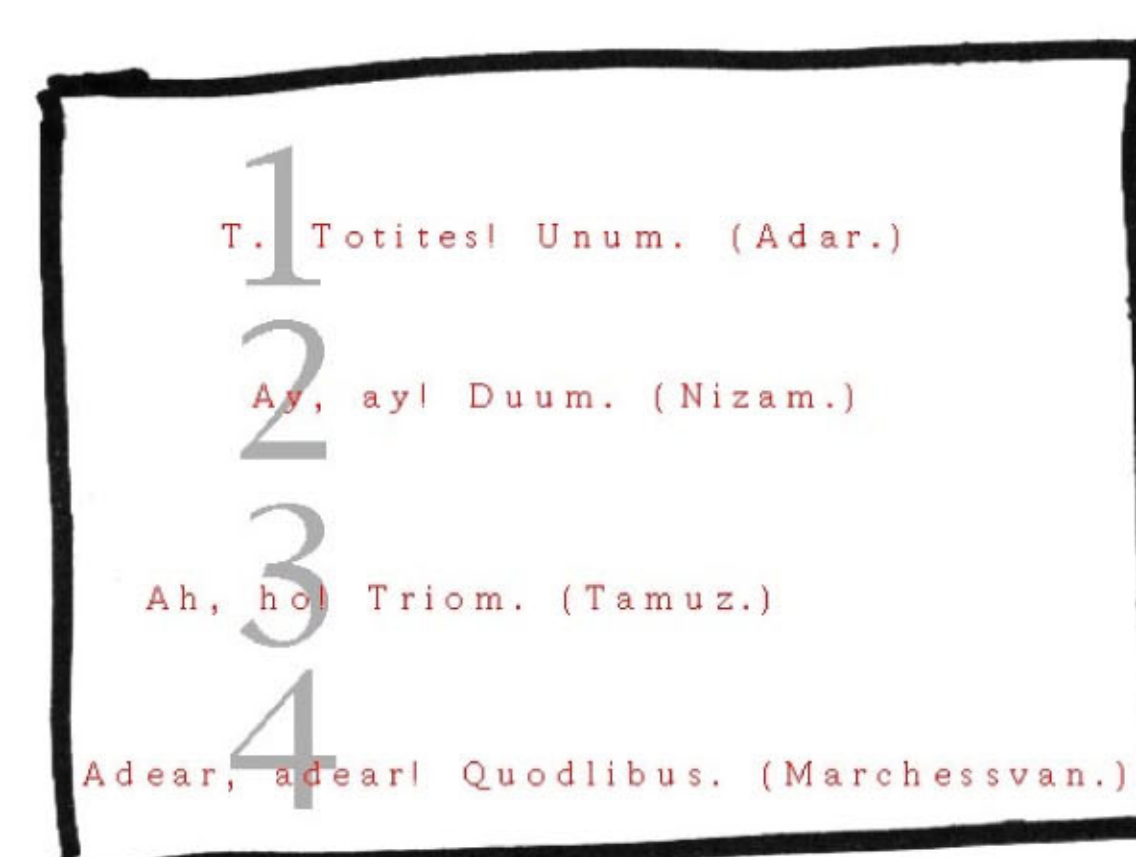 1
T. Totites! Unum. (Adar.)
2
Ay, ay! Duum. (Nizam.)
3
Ah, ho! Triom. (Tamuz.)
4
Adear, adear! Quodlibus. (Marchessvan.)